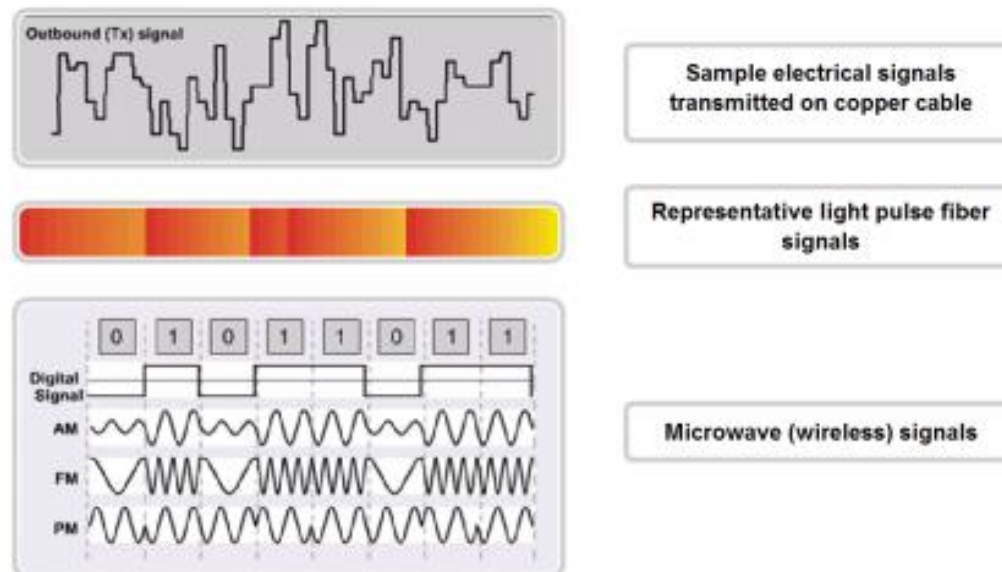 Outbound (Tx) signal
Sample electrical signals
transmitted on copper cable
Representative light pulse fiber
signals
0 1 0 1 1 0 1 1
Digital
Signal
AM
FM
PM
Microwave (wireless) signals